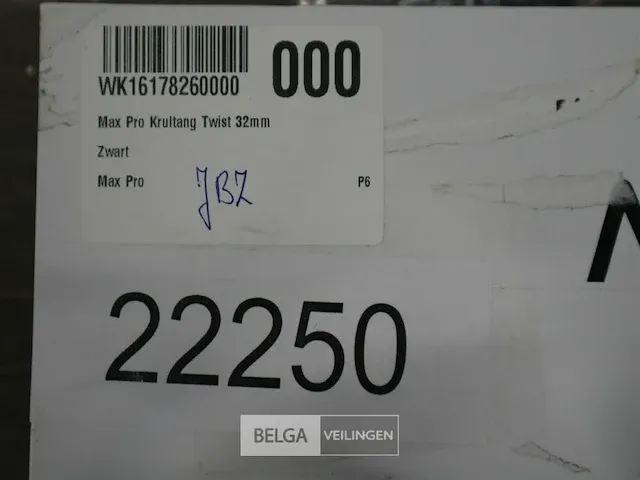 000
WK16178260000
Max Pro Krultang Twist 32mm
Zwart
Max Pro JBZ P6
22250
BELGA VEILINGEN